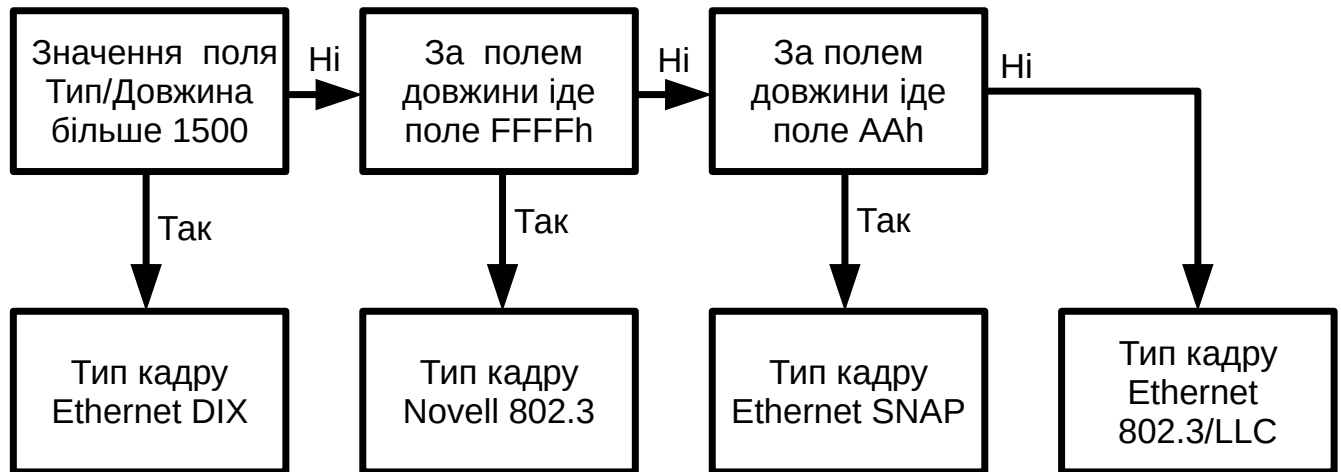 Значення поля
Тип/Довжина
більше 1500
Ні
За полем
довжини іде
поле FFFFh
Ні
За полем
довжини іде
поле AAh
Ні
Так
Так
Так
Тип кадру
Ethernet DIX
Тип кадру
Novell 802.3
Тип кадру
Ethernet SNAP
Тип кадру
Ethernet
802.3/LLC